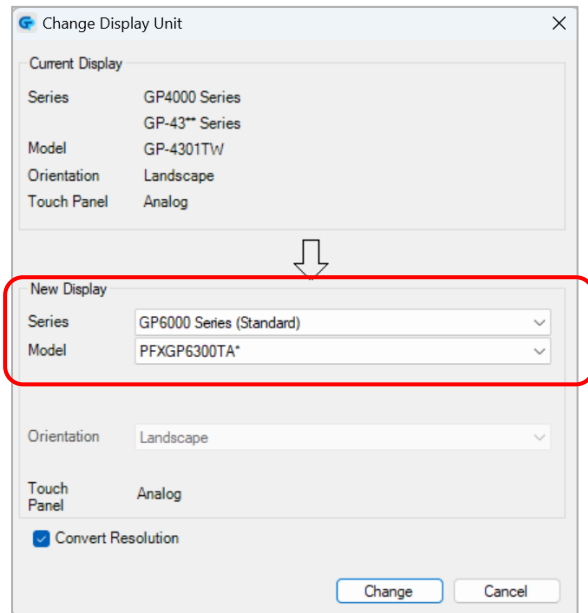 Change Display Unit
Current Display
Series GP4000 Series
GP-43** Series
Model GP-4301TW
Orientation Landscape
Touch Panel Analog
New Display
Series GP6000 Series (Standard)
Model PFXGP6300TA*
Orientation Landscape
Touch
Panel Analog
Convert Resolution
Change Cancel